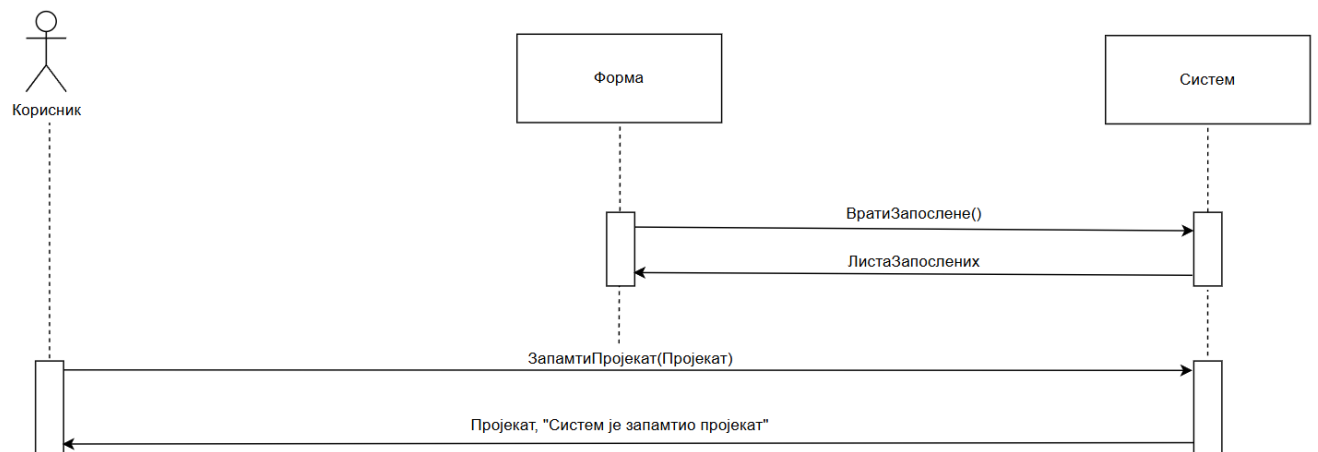 Корисник
Форма
Систем
ВратиЗапослене()
ЛистаЗапослених
ЗапамтиПројекат(Пројекат)
Пројекат, "Систем је запамтио пројекат"